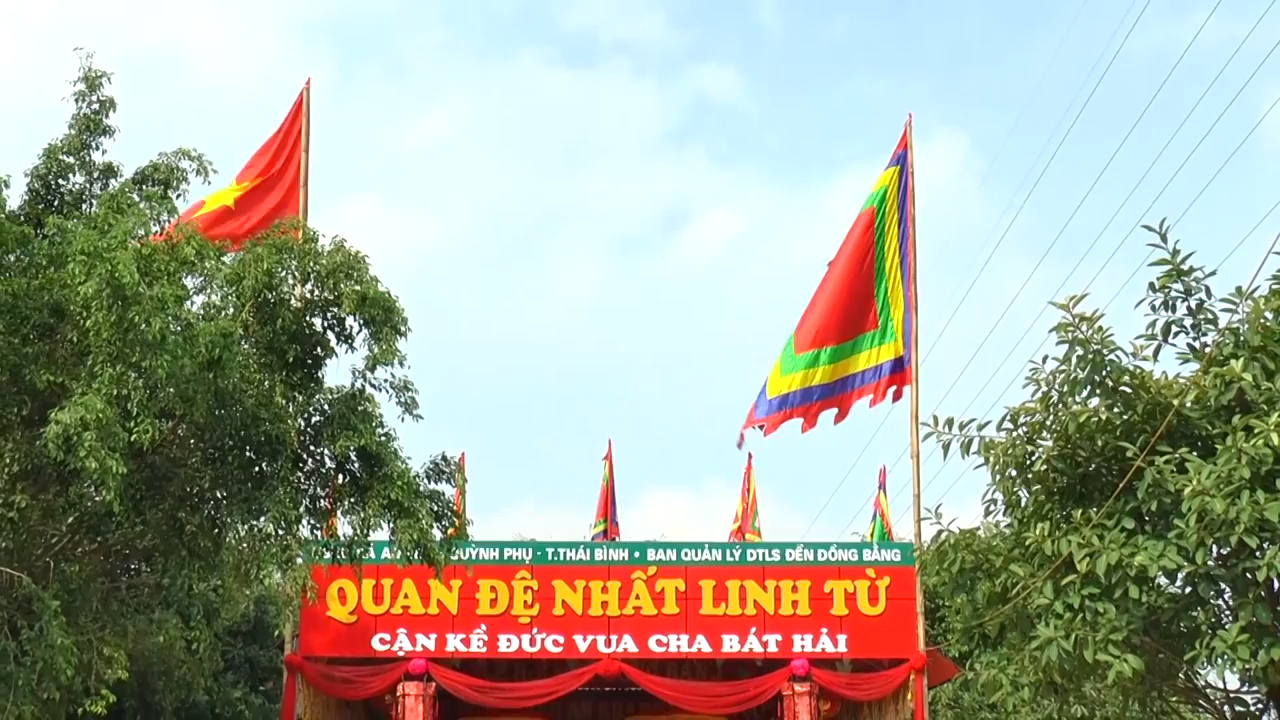 QUỲNH PHỤ - T.THÁI BÌNH • BAN QUẢN LÝ DTLS ĐỀN ĐỒNG BẰNG
QUAN ĐỆ NHẤT LINH TỪ
CẬN KỀ ĐỨC VUA CHA BÁT HẢI